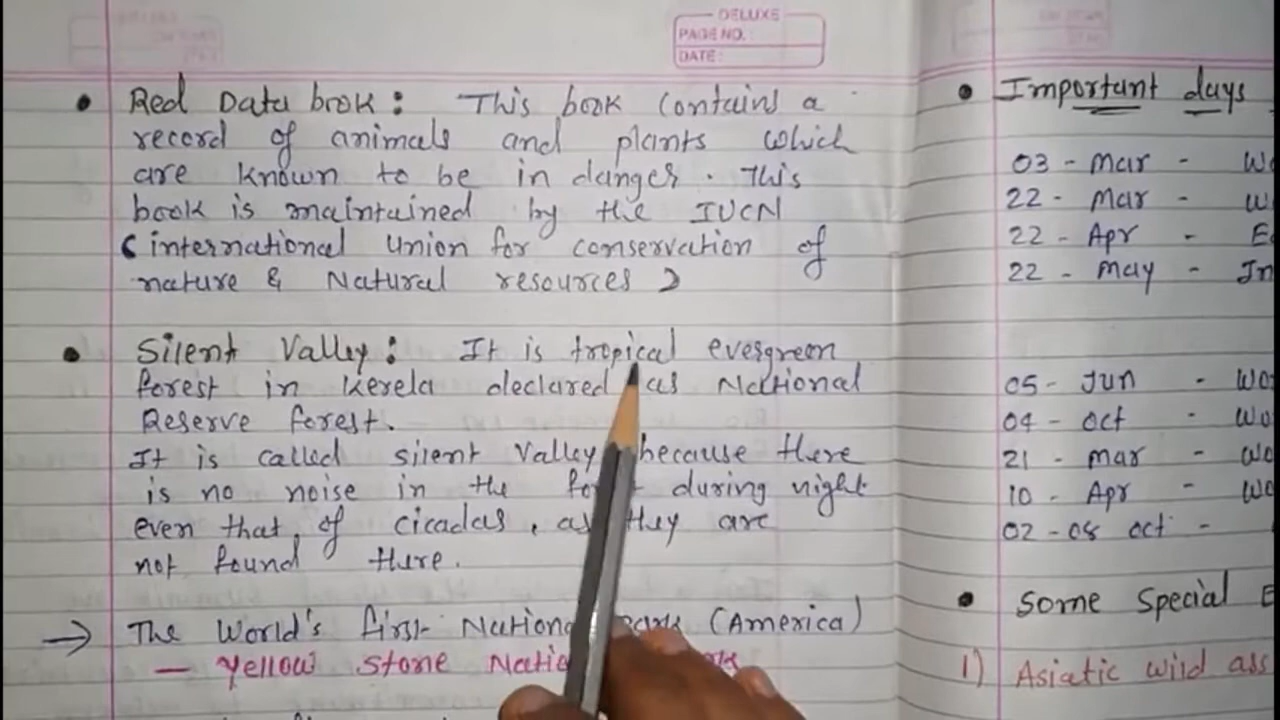 DELUXE
PAGE NO.:
DATE:
• Red Data book: This book contains a
record of animals and plants which
are known to be in danger. This
book is maintained by the IUCN
(international Union for conservation of
nature & Natural resources)
• Silent Valley: It is tropical evergreen
forest in kerela declared as National
Reserve forest.
It is called silent Valley because there
is no noise in the during night
even that of cicadas, as they are
not found there.
→ The World's first National Park (America)
— Yellow stone
• Important days
03 - Mar -
22 - Mar -
22 - Apr -
22 - May -
05 - Jun -
04 - Oct -
21 - Mar -
10 - Apr -
02 - 08 oct -
• Some Special
1) Asiatic wild ass